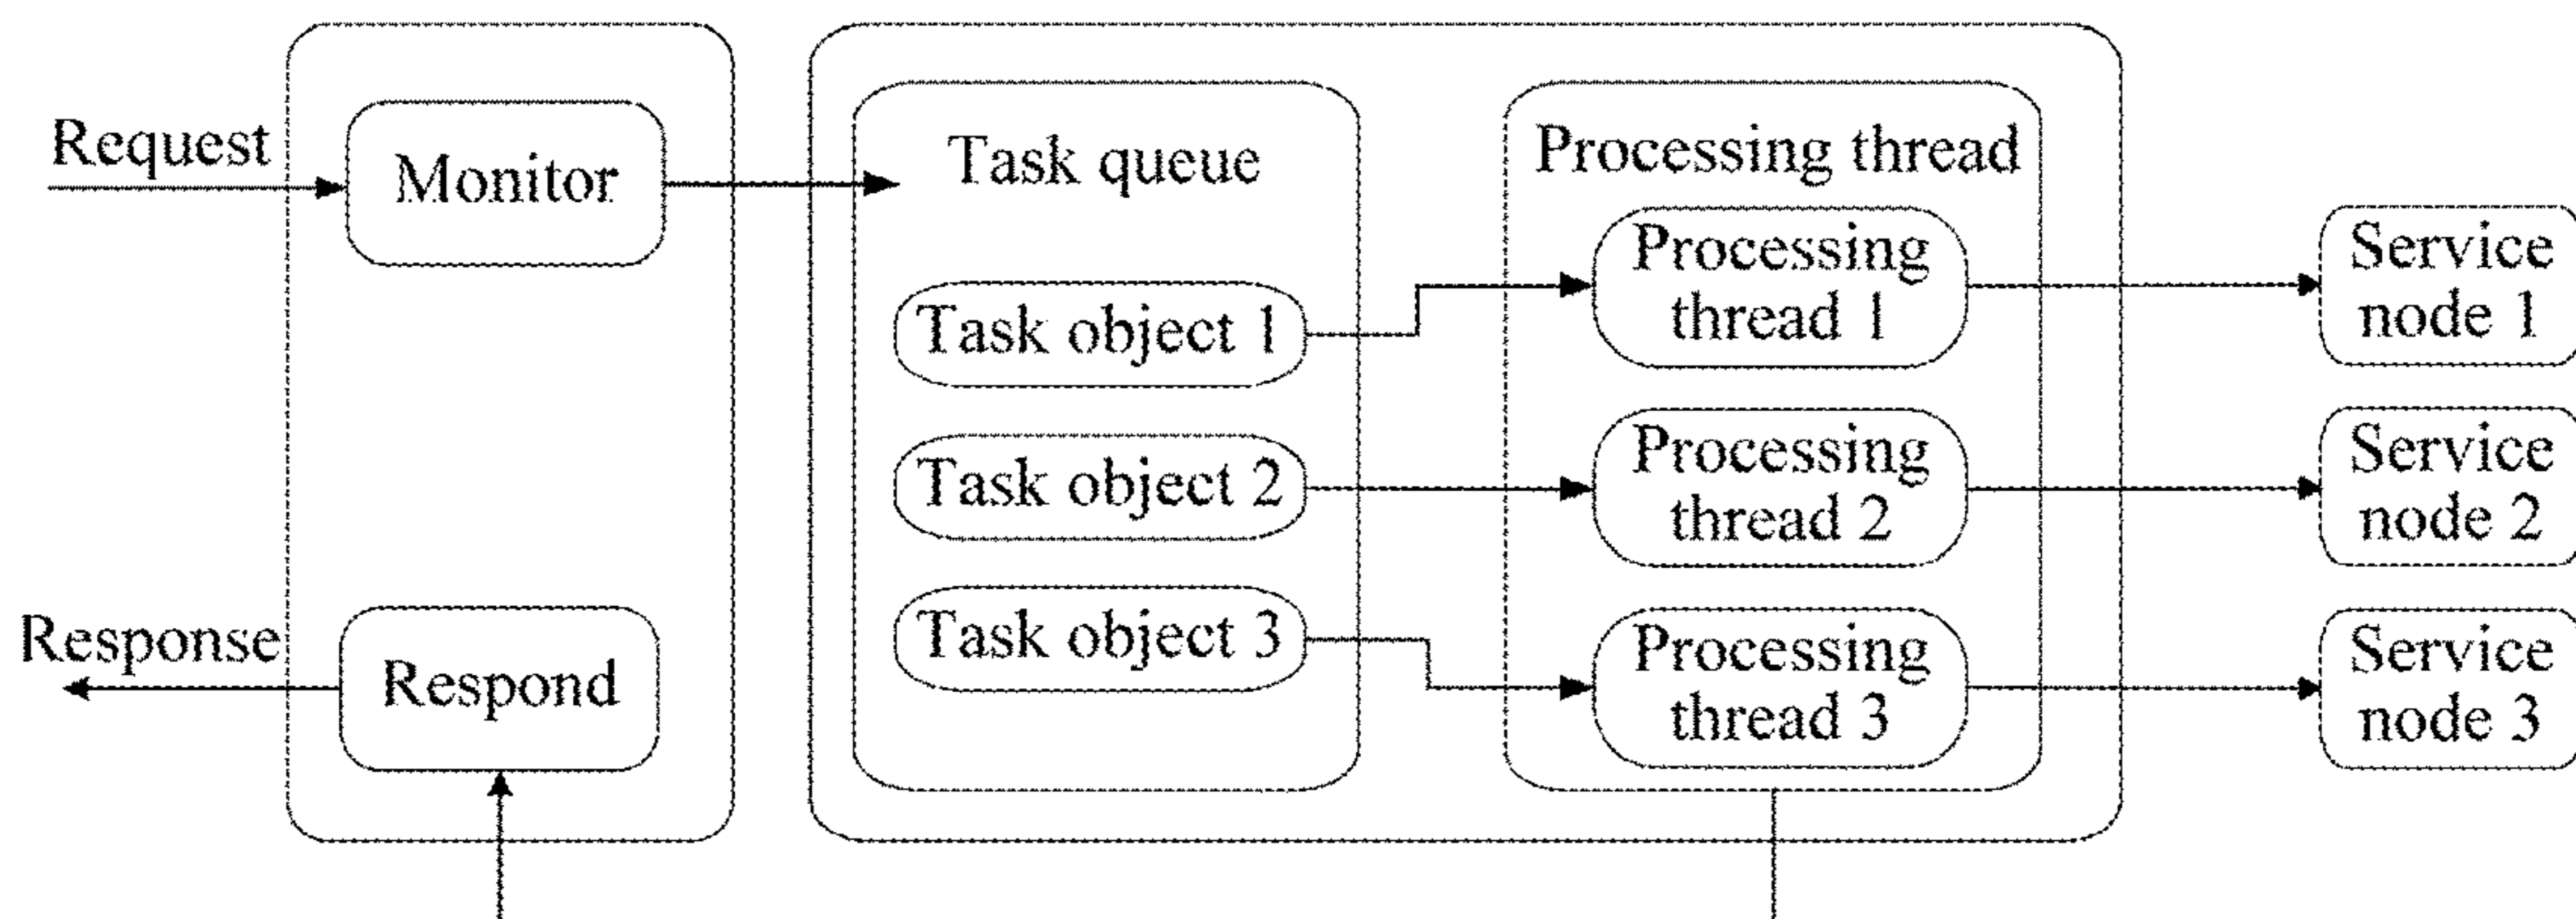 Request
Monitor
Task queue
Processing thread
Task object 1
Task object 2
Task object 3
Processing
thread 1
Processing
thread 2
Processing
thread 3
Service
node 1
Service
node 2
Service
node 3
Response
Respond